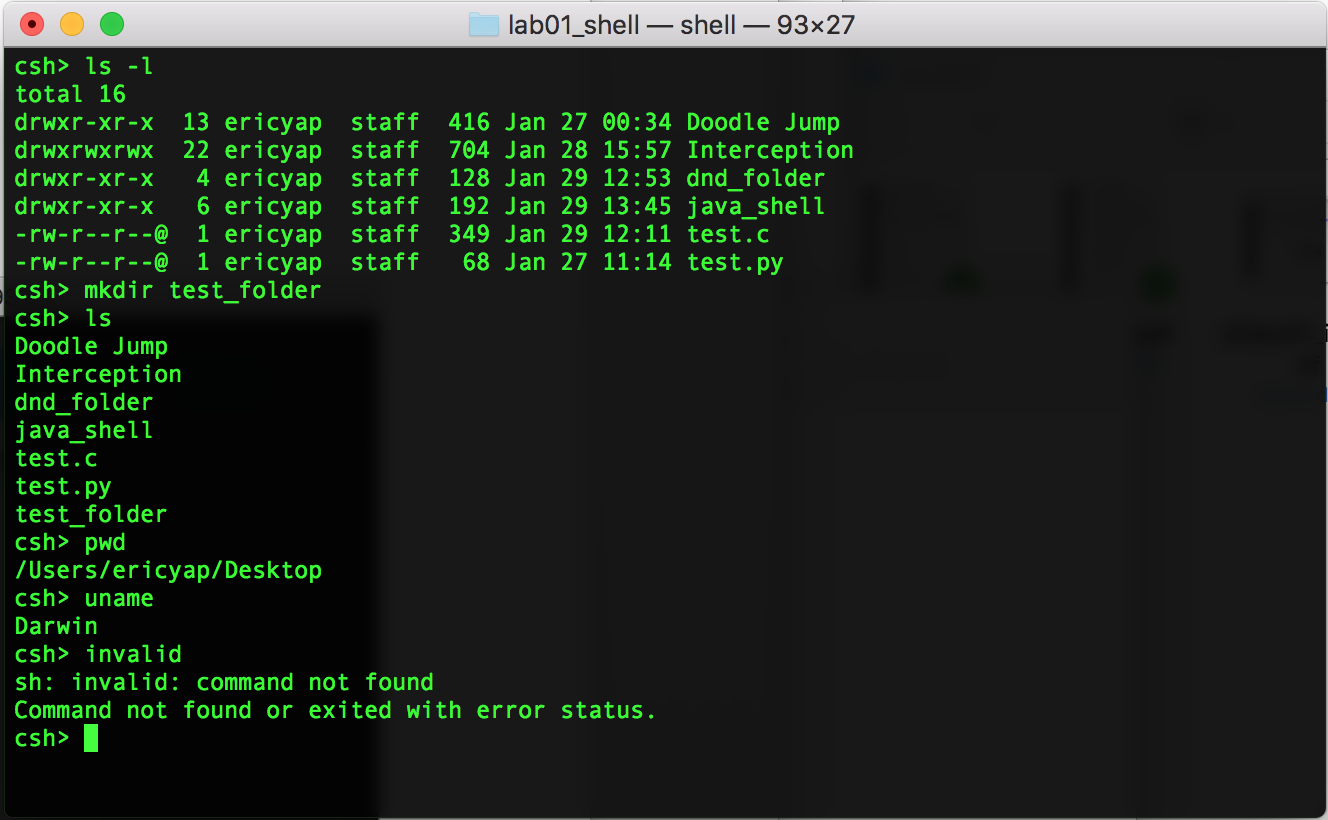 lab01_shell — shell — 93×27
csh> ls -l
total 16
drwxr-xr-x  13 ericyap  staff  416 Jan 27 00:34 Doodle Jump
drwxrwxrwx  22 ericyap  staff  704 Jan 28 15:57 Interception
drwxr-xr-x   4 ericyap  staff  128 Jan 29 12:53 dnd_folder
drwxr-xr-x   6 ericyap  staff  192 Jan 29 13:45 java_shell
-rw-r--r--@  1 ericyap  staff  349 Jan 29 12:11 test.c
-rw-r--r--@  1 ericyap  staff   68 Jan 27 11:14 test.py
csh> mkdir test_folder
csh> ls
Doodle Jump
Interception
dnd_folder
java_shell
test.c
test.py
test_folder
csh> pwd
/Users/ericyap/Desktop
csh> uname
Darwin
csh> invalid
sh: invalid: command not found
Command not found or exited with error status.
csh>